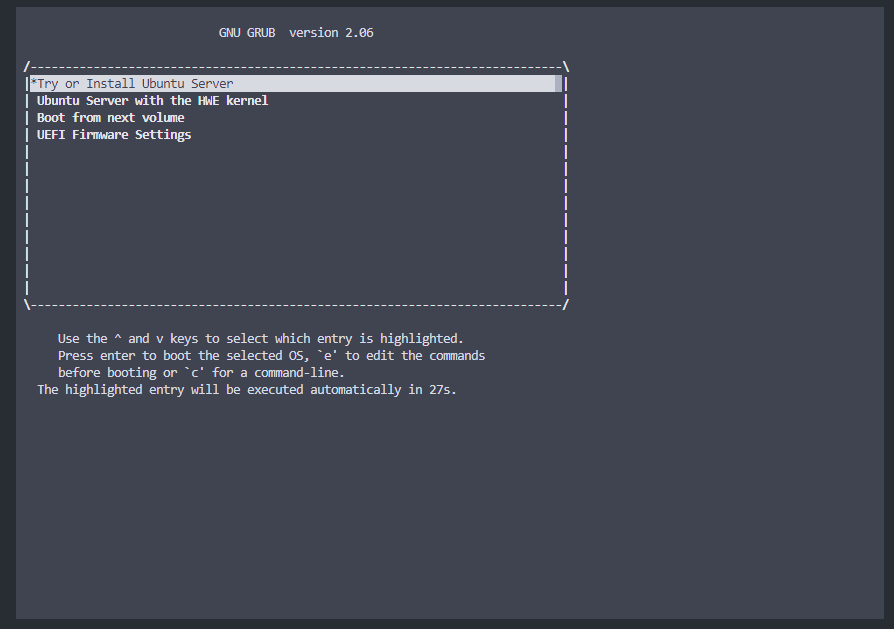 GNU GRUB  version 2.06
/----------------------------------------------------------------------------\
|*Try or Install Ubuntu Server |
| Ubuntu Server with the HWE kernel |
| Boot from next volume |
| UEFI Firmware Settings |
\----------------------------------------------------------------------------/
Use the ^ and v keys to select which entry is highlighted.
Press enter to boot the selected OS, `e' to edit the commands
before booting or `c' for a command-line.
The highlighted entry will be executed automatically in 27s.